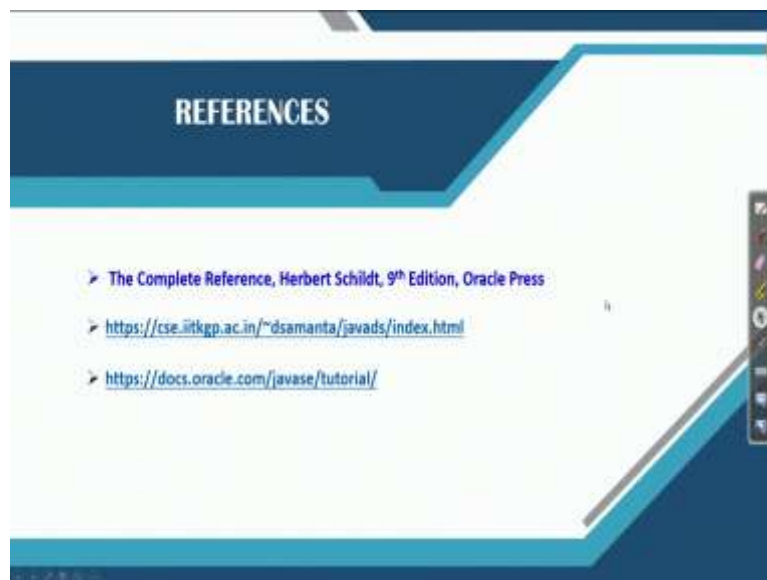 REFERENCES
The Complete Reference, Herbert Schildt, 9th Edition, Oracle Press
https://cse.iitkgp.ac.in/~dsamanta/javads/index.html
https://docs.oracle.com/javase/tutorial/